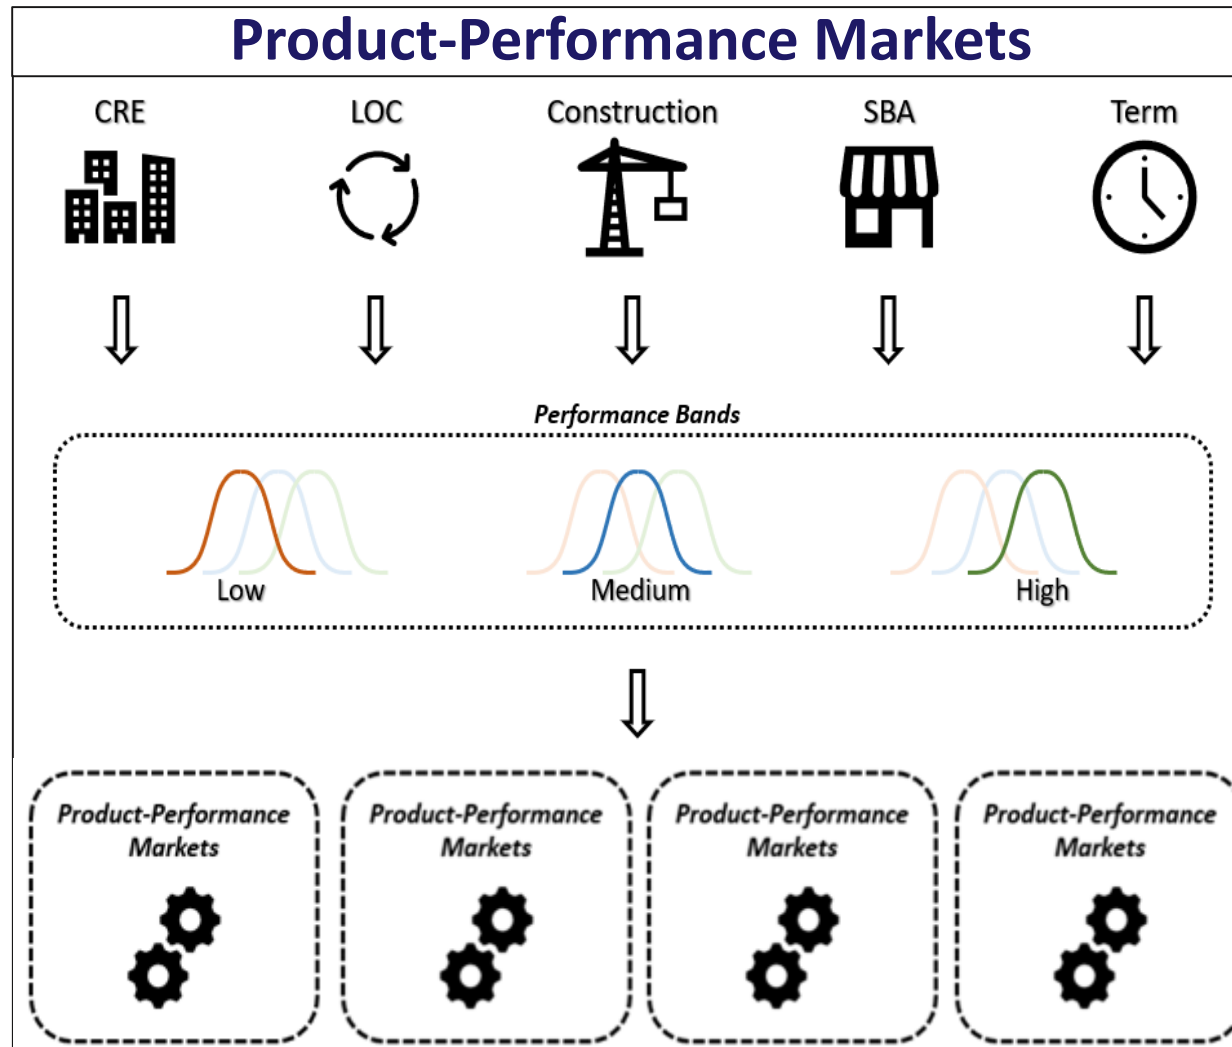 Product-Performance Markets
CRE
LOC
Construction
SBA
Term
Performance Bands
Low
Medium
High
Product-Performance
Markets
Product-Performance
Markets
Product-Performance
Markets
Product-Performance
Markets